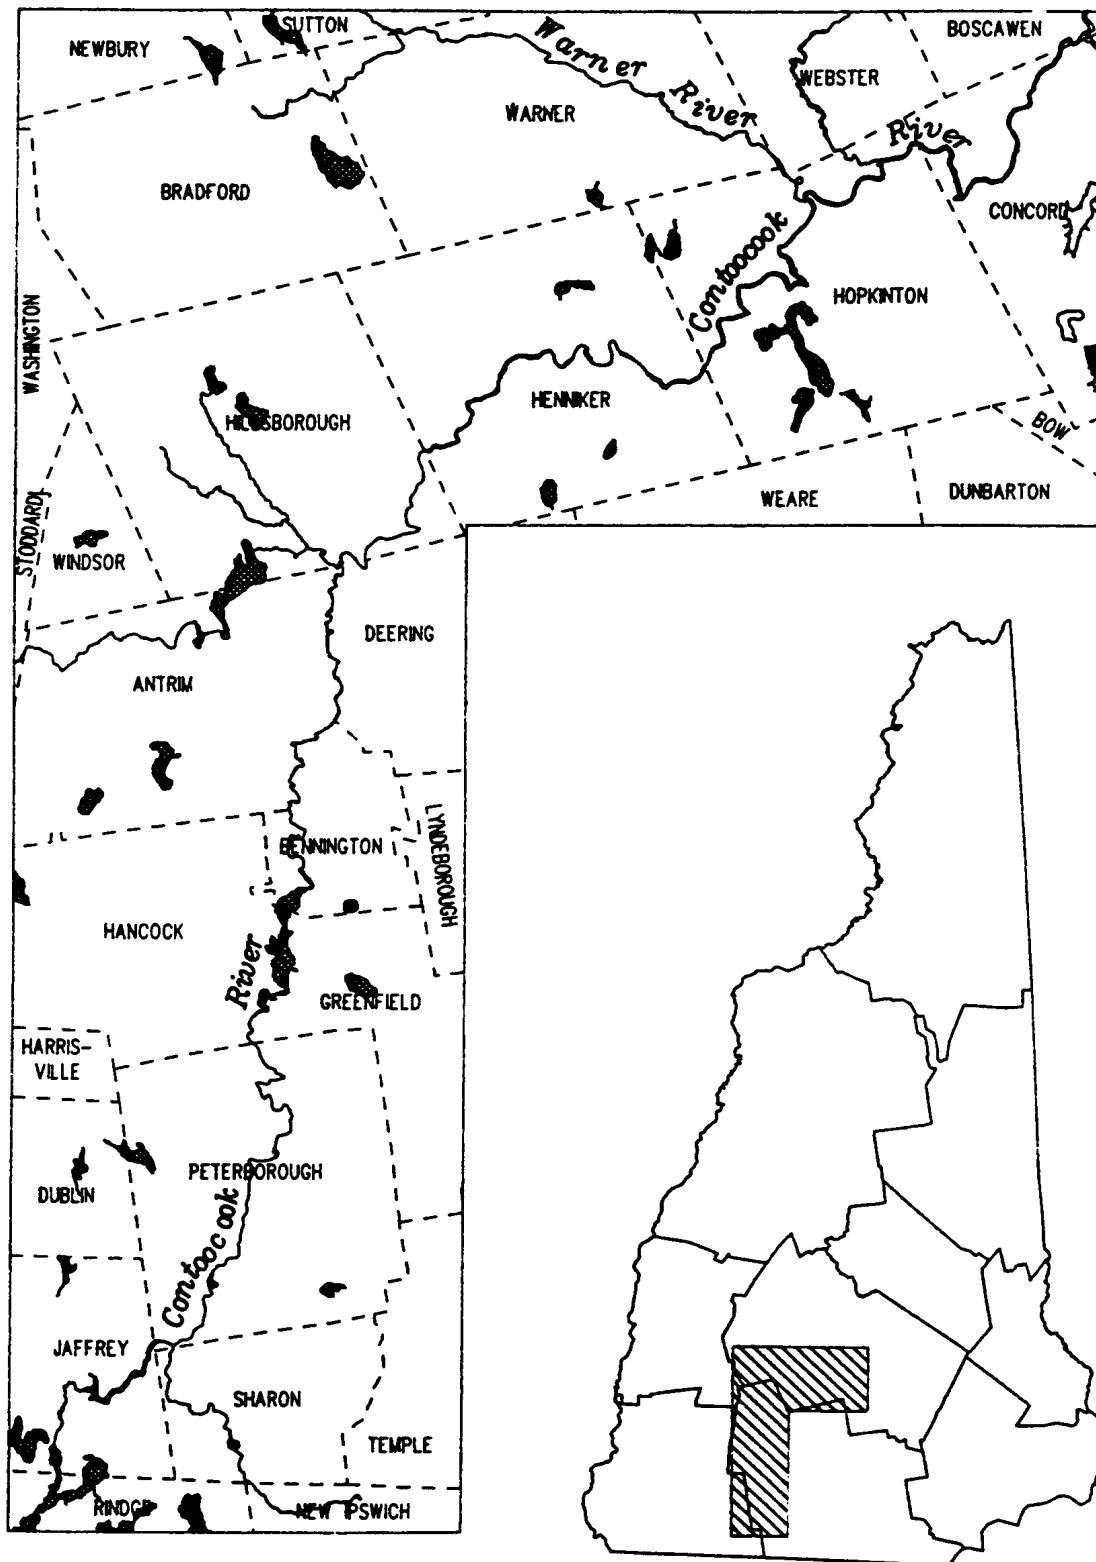 SUTTON
NEWBURY
BOSCAWEN
Warner River
WEBSTER
WARNER
River
BRADFORD
CONCORD
Contoocook
HOPKINTON
WASHINGTON
HENNIKER
HILLSBOROUGH
BOW
WEARE
DUNBARTON
STODDARD
WINDSOR
DEERING
ANTRIM
BENNINGTON
LYNDEBOROUGH
HANCOCK
River
GREENFIELD
HARRIS-
VILLE
PETERBOROUGH
DUBLIN
Contoocook
JAFFREY
SHARON
TEMPLE
RINDGE
NEW IPSWICH